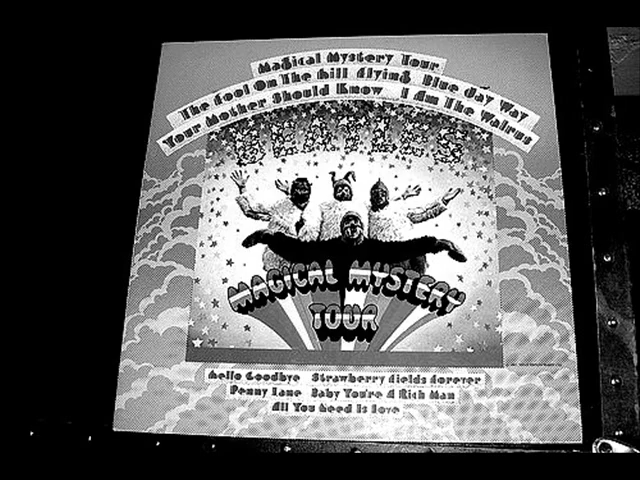 Magical Mystery Tour
The Fool On The Hill Flying Blue Jay Way
Your Mother Should Know I Am The Walrus
BEATLES
MAGICAL MYSTERY
TOUR
Hello Goodbye Strawberry Fields Forever
Penny Lane Baby You're A Rich Man
All You Need Is Love